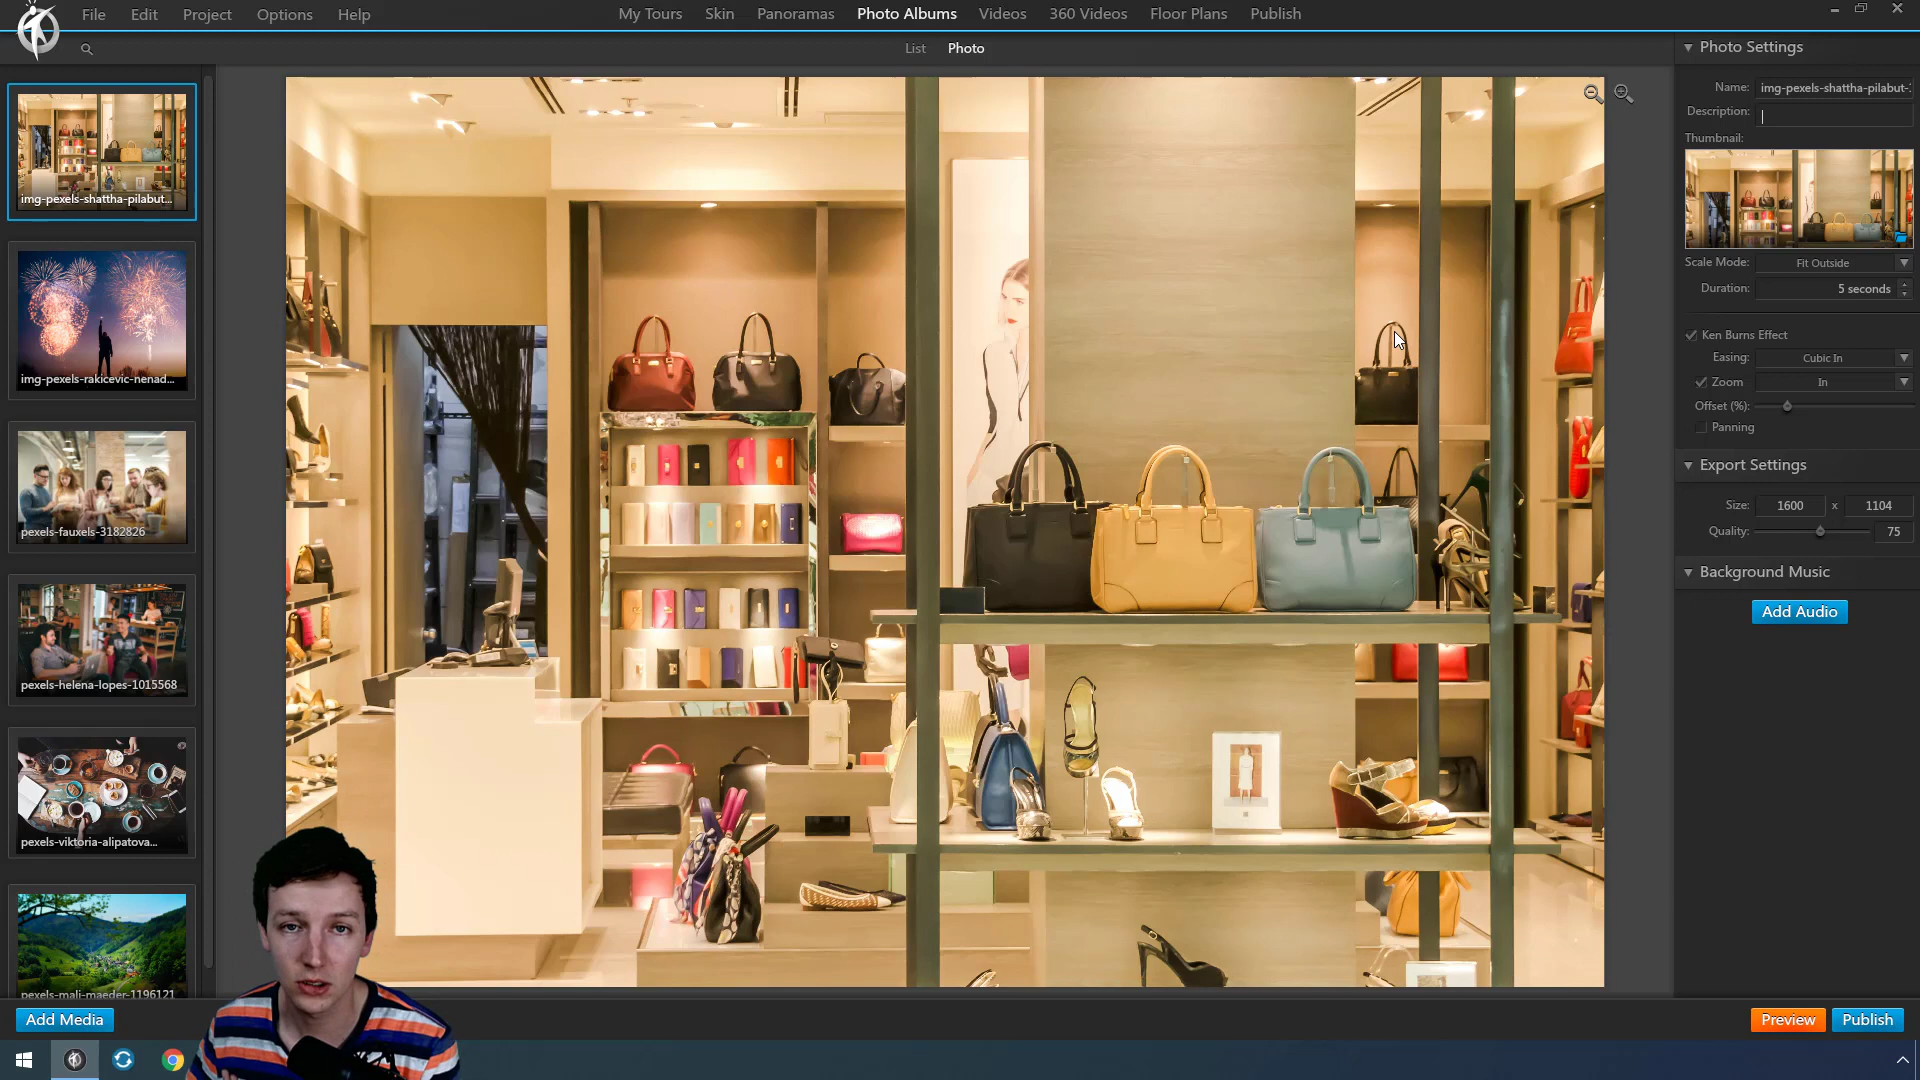 File Edit Project Options Help
My Tours Skin Panoramas Photo Albums Videos 360 Videos Floor Plans Publish
List Photo
img-pexels-shattha-pilabut...
img-pexels-rakicevic-nenad...
pexels-fauxels-3182826
pexels-helena-lopes-1015568
pexels-viktoria-alipatova...
pexels-mali-maeder-1196121
Add Media
Photo Settings
Name: img-pexels-shattha-pilabut-
Description:
Thumbnail:
Scale Mode: Fit Outside
Duration: 5 seconds
Ken Burns Effect
Easing: Cubic In
Zoom In
Offset (%):
Panning
Export Settings
Size: 1600 x 1104
Quality: 75
Background Music
Add Audio
Preview Publish